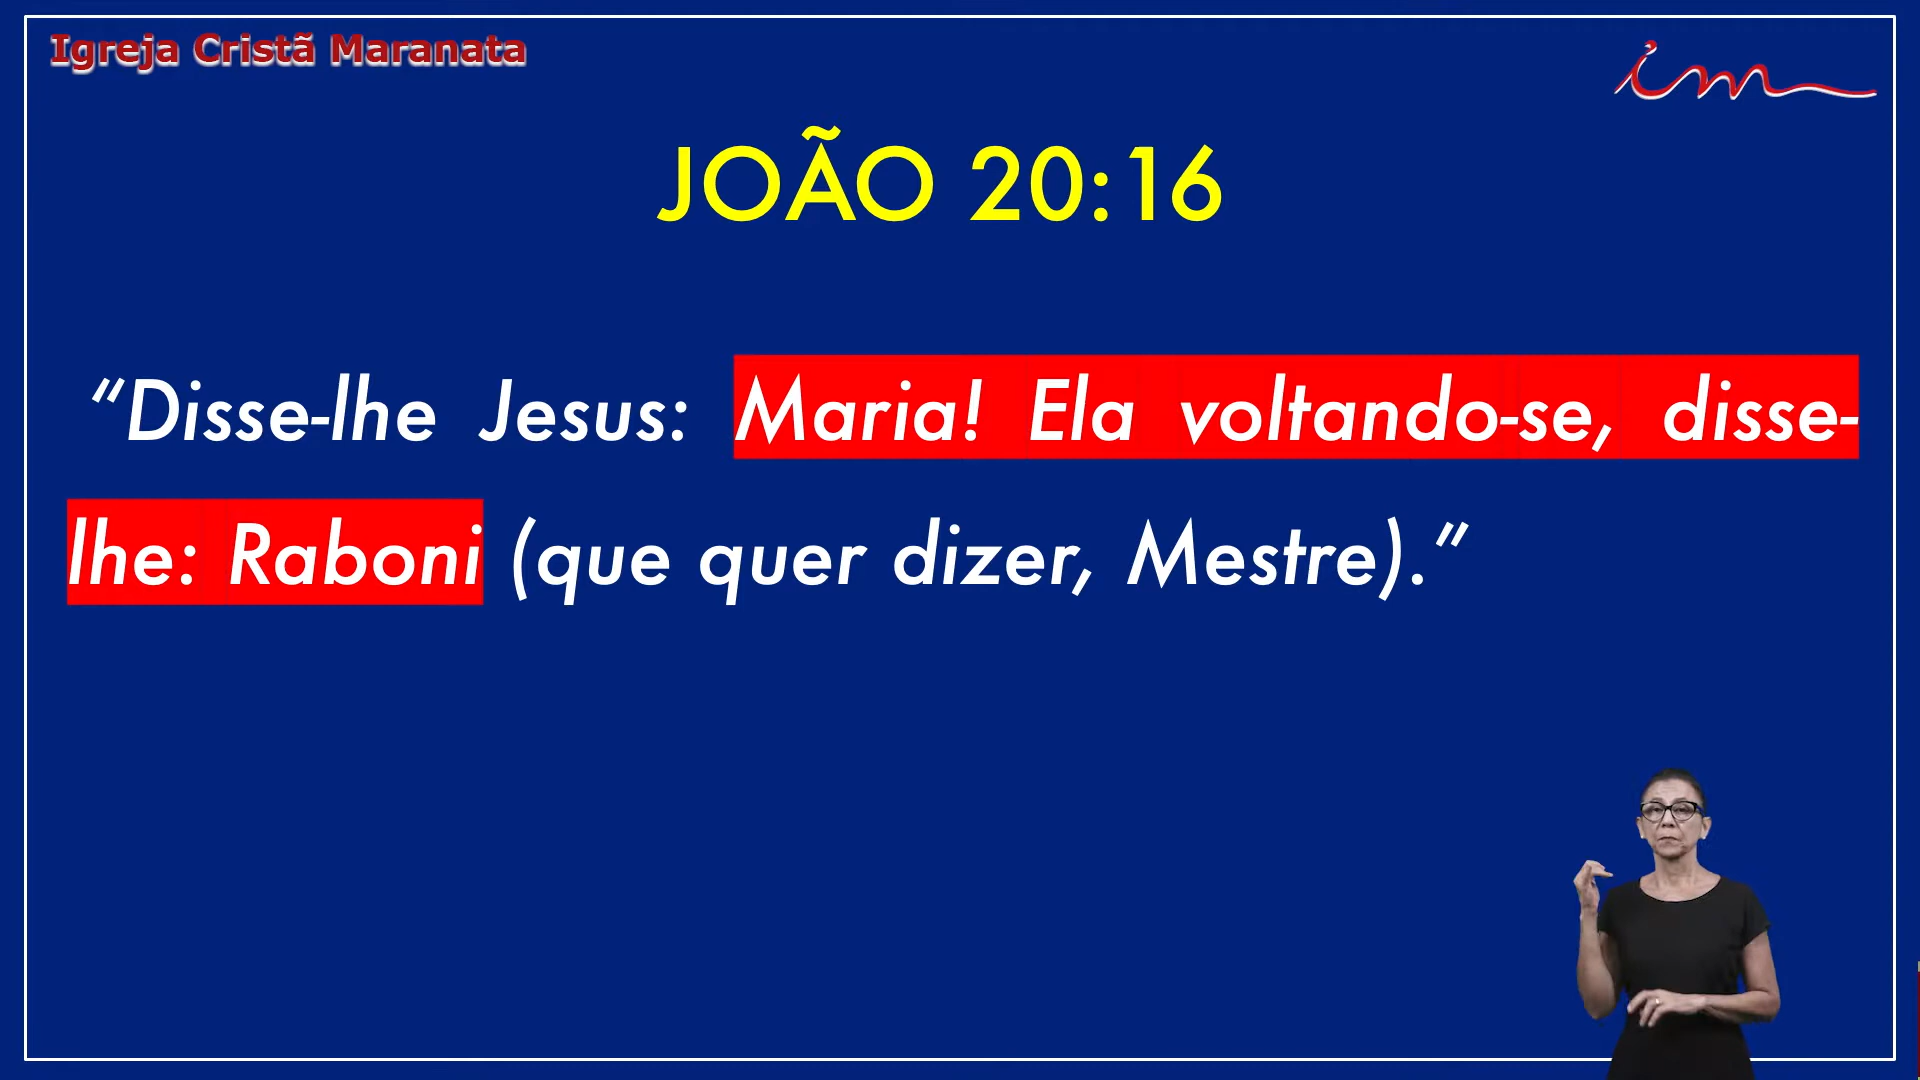 Igreja Cristã Maranata
im
JOÃO 20:16
“Disse-lhe Jesus: Maria! Ela voltando-se, disse-
lhe: Raboni (que quer dizer, Mestre).”